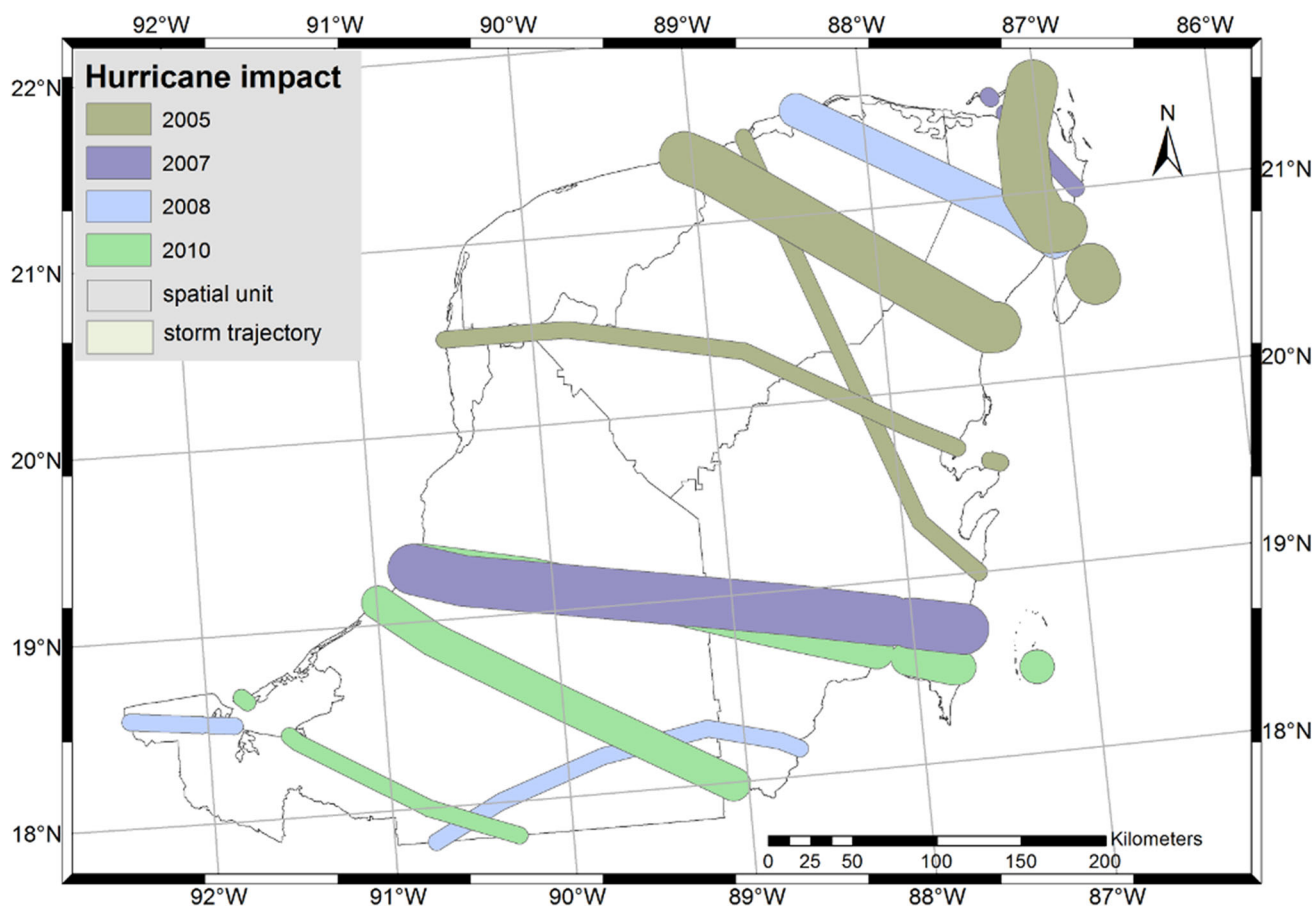 92°W 91°W 90°W 89°W 88°W 87°W 86°W
Hurricane impact
2005
2007
2008
2010
spatial unit
storm trajectory
22°N
21°N
20°N
19°N
18°N
N
21°N
20°N
19°N
18°N
Kilometers
0 25 50 100 150 200
92°W 91°W 90°W 89°W 88°W 87°W